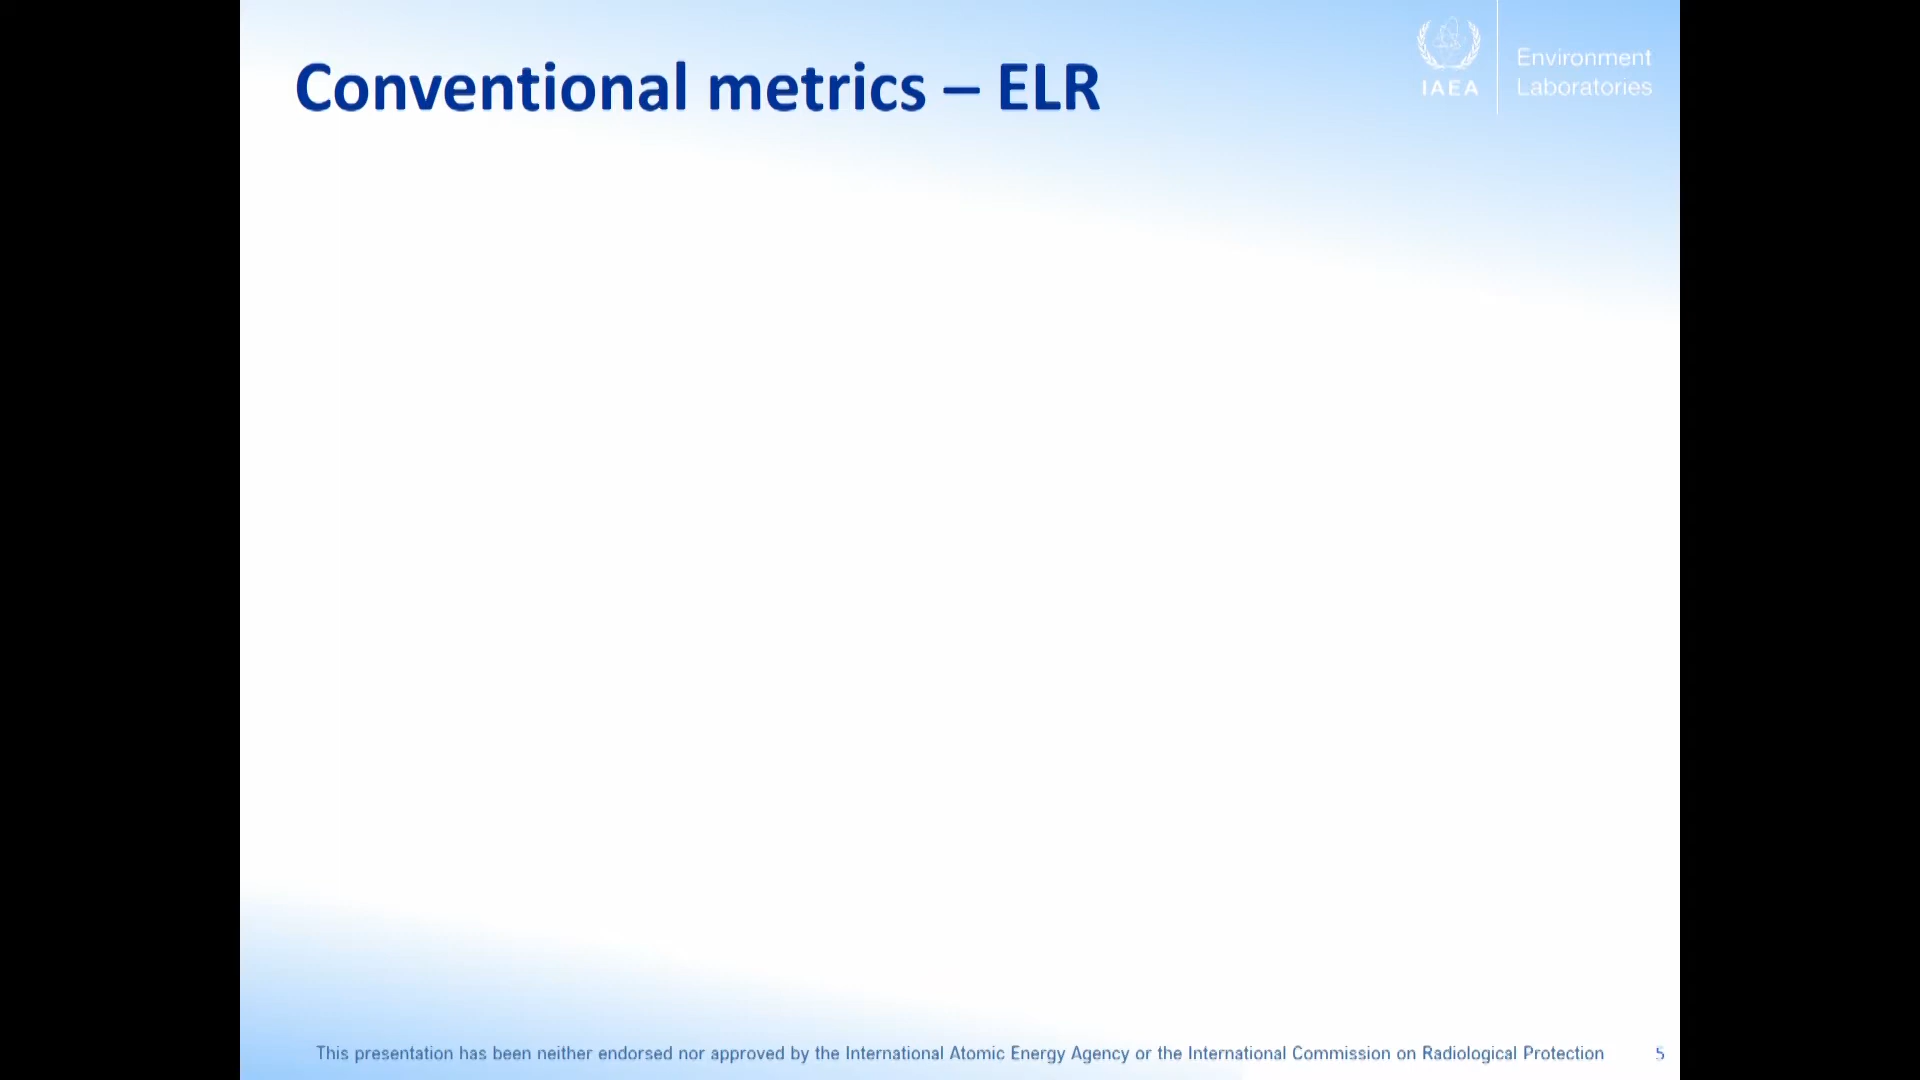 Conventional metrics – ELR
IAEA
Environment
Laboratories
This presentation has been neither endorsed nor approved by the International Atomic Energy Agency or the International Commission on Radiological Protection
5